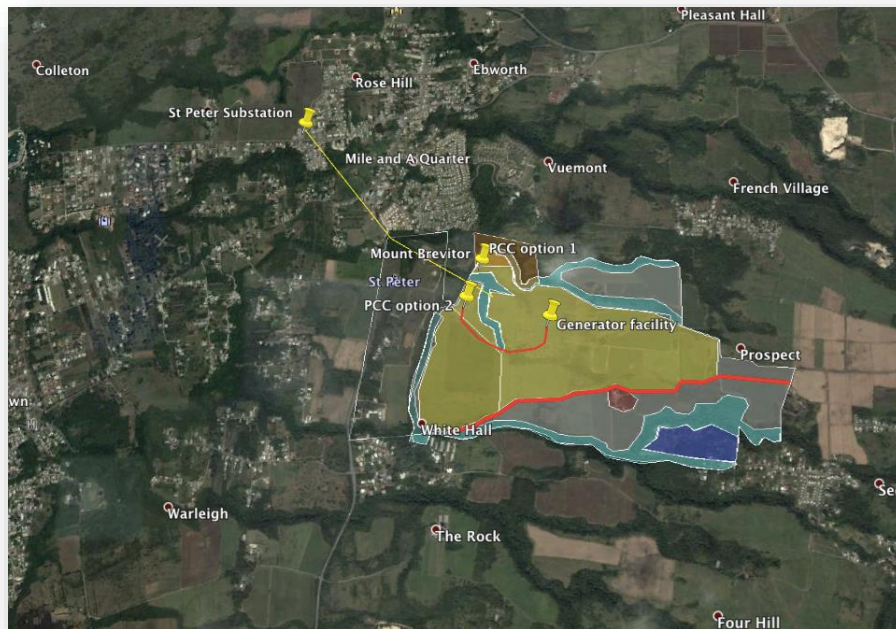 Pleasant Hall
Colleton
Rose Hill
Ebworth
St Peter Substation
Mile and A Quarter
Vuemont
French Village
Mount Brevitor
PCC option 1
St Peter
PCC option 2
Generator facility
Prospect
wn
White Hall
Se
Warleigh
The Rock
Four Hill